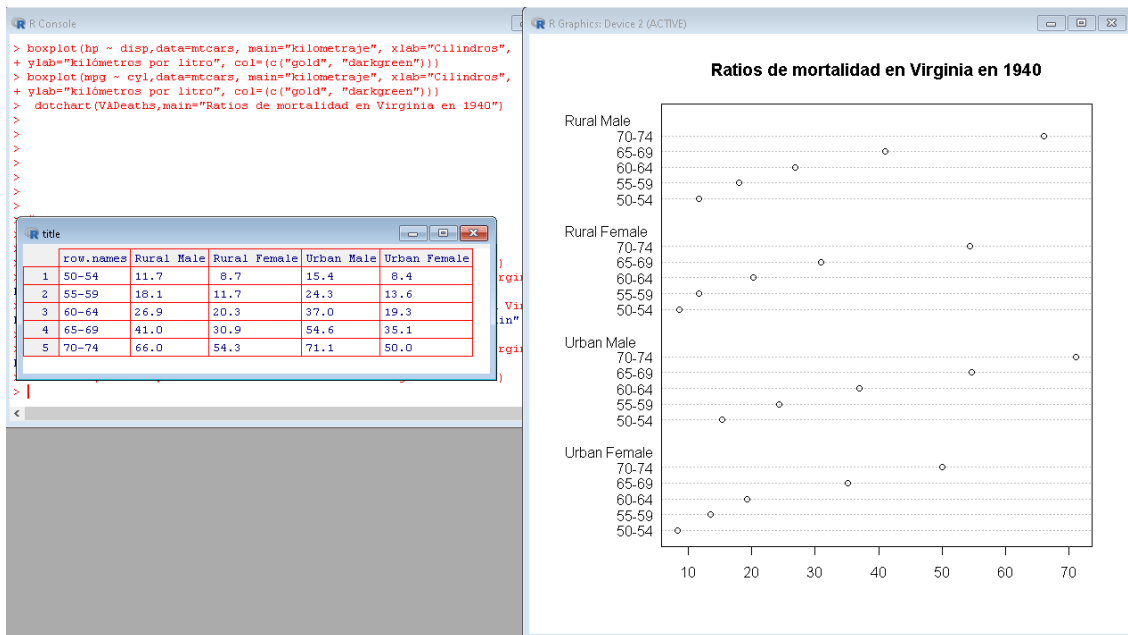 R Console
> boxplot(hp ~ disp,data=mtcars, main="kilometraje", xlab="Cilindros",
+ ylab="kilómetros por litro", col=(c("gold", "darkgreen")))
> boxplot(mpg ~ cyl,data=mtcars, main="kilometraje", xlab="Cilindros",
+ ylab="kilómetros por litro", col=(c("gold", "darkgreen")))
> dotchart(VADeaths,main="Ratios de mortalidad en Virginia en 1940")
>
>
>
>
>
>
>
title
row.names Rural Male Rural Female Urban Male Urban Female
1 50-54 11.7 8.7 15.4 8.4
2 55-59 18.1 11.7 24.3 13.6
3 60-64 26.9 20.3 37.0 19.3
4 65-69 41.0 30.9 54.6 35.1
5 70-74 66.0 54.3 71.1 50.0
>
R Graphics: Device 2 (ACTIVE)
Ratios de mortalidad en Virginia en 1940
Rural Male
70-74
65-69
60-64
55-59
50-54
Rural Female
70-74
65-69
60-64
55-59
50-54
Urban Male
70-74
65-69
60-64
55-59
50-54
Urban Female
70-74
65-69
60-64
55-59
50-54
10 20 30 40 50 60 70